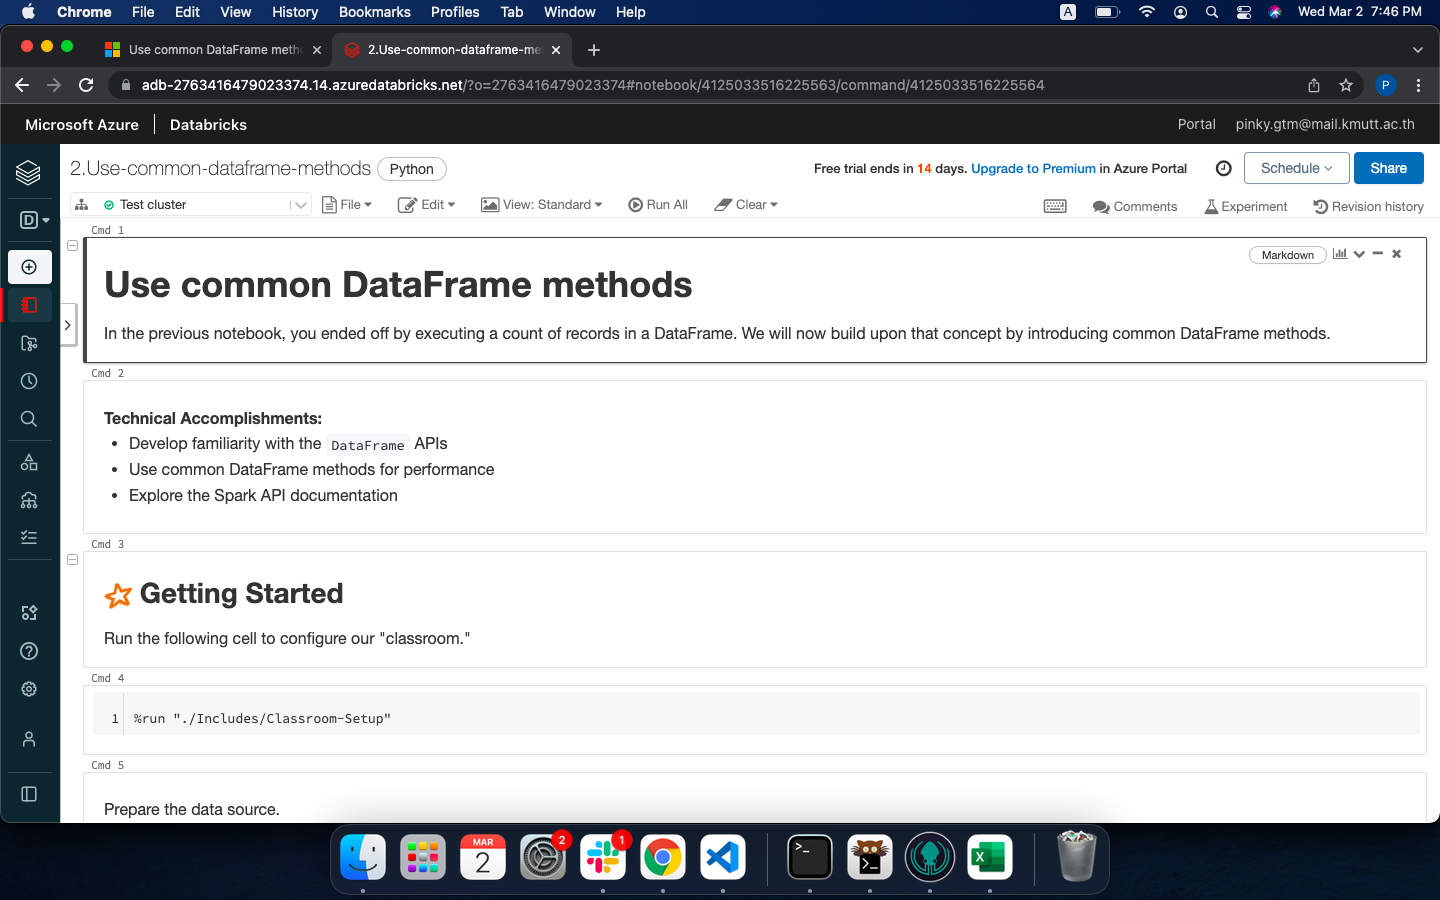 Chrome File Edit View History Bookmarks Profiles Tab Window Help A Wed Mar 2 7:46 PM
Use common DataFrame meth 2.Use-common-dataframe-me
adb-2763416479023374.14.azuredatabricks.net/?o=2763416479023374#notebook/4125033516225563/command/4125033516225564 P
Microsoft Azure Databricks Portal pinky.gtm@mail.kmutt.ac.th
2.Use-common-dataframe-methods Python Free trial ends in 14 days. Upgrade to Premium in Azure Portal Schedule Share
D Test cluster File Edit View: Standard Run All Clear Comments Experiment Revision history
Cmd 1
Markdown
Use common DataFrame methods
In the previous notebook, you ended off by executing a count of records in a DataFrame. We will now build upon that concept by introducing common DataFrame methods.
Cmd 2
Technical Accomplishments:
• Develop familiarity with the DataFrame APIs
• Use common DataFrame methods for performance
• Explore the Spark API documentation
Cmd 3
Getting Started
Run the following cell to configure our "classroom."
Cmd 4
1 %run "./Includes/Classroom-Setup"
Cmd 5
Prepare the data source.
MAR 2 2 1
X